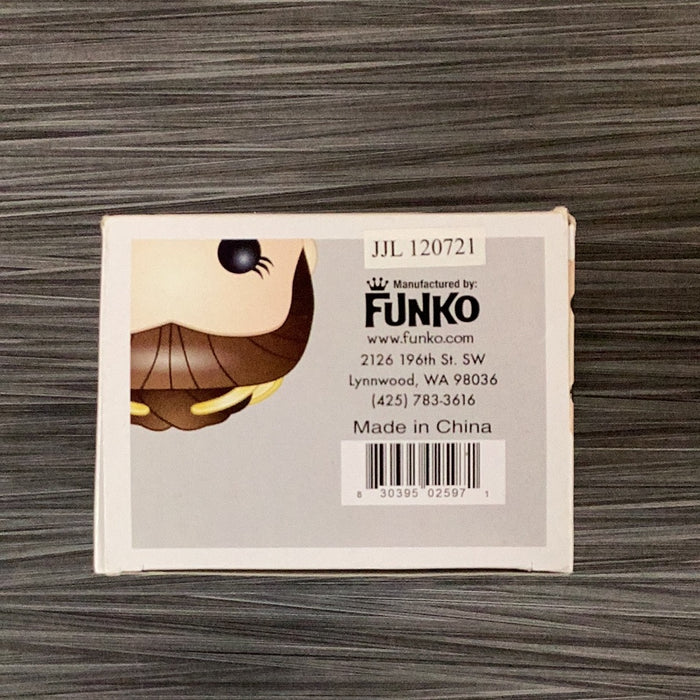 JJL 120721
Manufactured by:
FUNKO
www.funko.com
2126 196th St. SW
Lynnwood, WA 98036
(425) 783-3616
Made in China
8 30395 02597 1